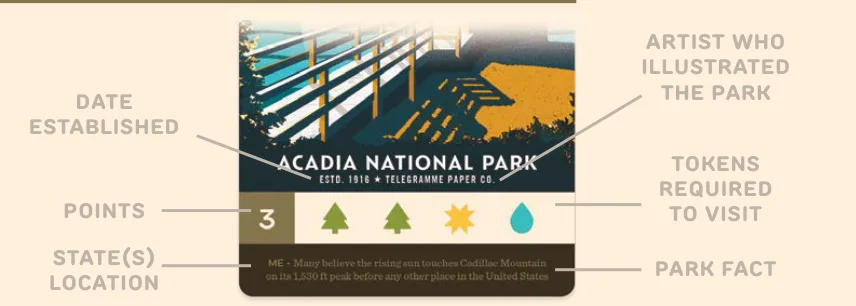 ARTIST WHO
ILLUSTRATED
THE PARK
DATE
ESTABLISHED
ACADIA NATIONAL PARK
ESTD. 1916 ★ TELEGRAMME PAPER CO.
TOKENS
REQUIRED
TO VISIT
POINTS
3
STATE(S)
LOCATION
ME - Many believe the rising sun touches Cadillac Mountain
on its 1,530 ft peak before any other place in the United States
PARK FACT